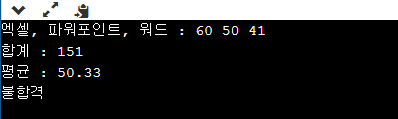 엑셀, 파워포인트, 워드 : 60 50 41
합계 : 151
평균 : 50.33
불합격